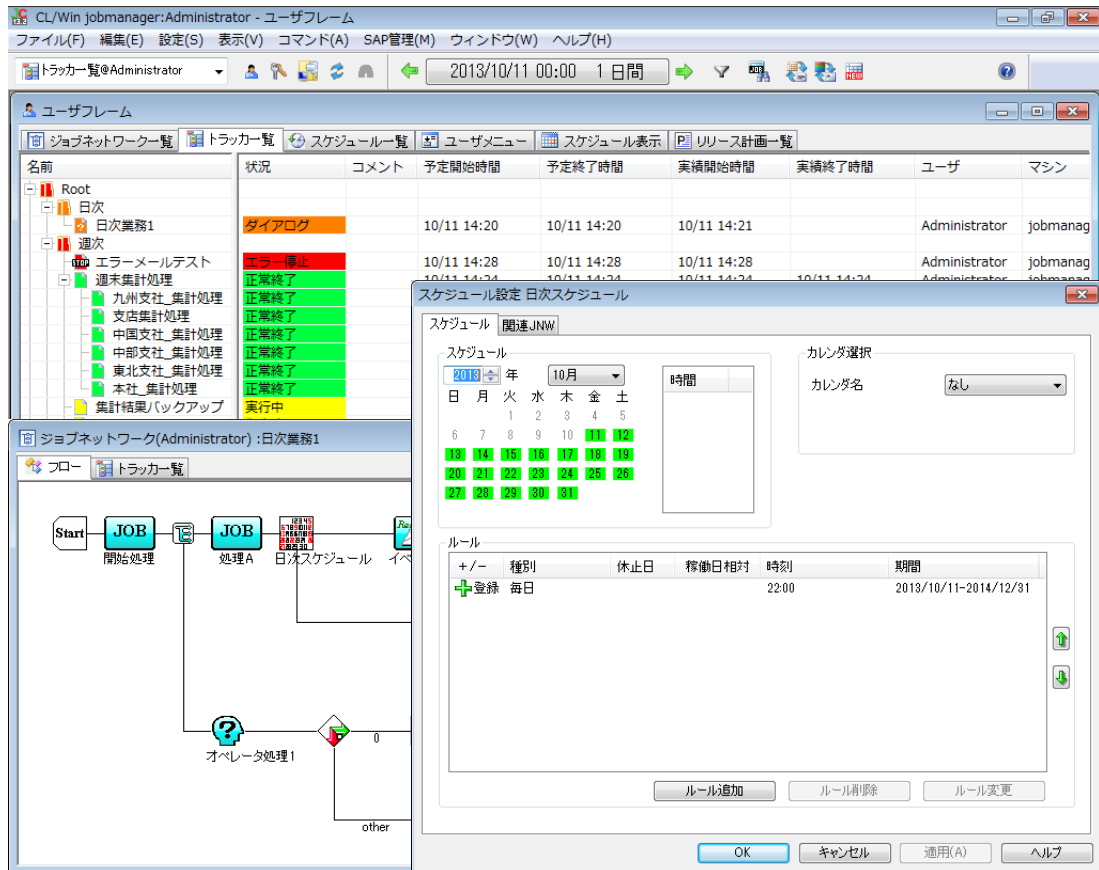 CL/Win jobmanager:Administrator - ユーザフレーム
ファイル(F) 編集(E) 設定(S) 表示(V) コマンド(A) SAP管理(M) ウィンドウ(W) ヘルプ(H)
トラッカ一覧@Administrator 2013/10/11 00:00 1 日間
ユーザフレーム
ジョブネットワーク一覧 トラッカ一覧 スケジュール一覧 ユーザメニュー スケジュール表示 リリース計画一覧
名前 状況 コメント 予定開始時間 予定終了時間 実績開始時間 実績終了時間 ユーザ マシン
Root
日次
日次業務1 ダイアログ 10/11 14:20 10/11 14:20 10/11 14:21 Administrator jobmanag
週次
エラーメールテスト エラー停止 10/11 14:28 10/11 14:28 10/11 14:28 Administrator jobmanag
週末集計処理 正常終了 10/11 14:24 10/11 14:24 10/11 14:24 10/11 14:24 Administrator jobmanag
九州支社_集計処理 正常終了
支店集計処理 正常終了
中国支社_集計処理 正常終了
中部支社_集計処理 正常終了
東北支社_集計処理 正常終了
本社_集計処理 正常終了
集計結果バックアップ 実行中
ジョブネットワーク(Administrator) :日次業務1
フロー トラッカ一覧
Start JOB JOB
開始処理 処理A 日次スケジュール イベ
オペレータ処理1
0
other
スケジュール設定 日次スケジュール
スケジュール 関連JNW
スケジュール
2013 年 10月
日 月 火 水 木 金 土
1 2 3 4 5
6 7 8 9 10 11 12
13 14 15 16 17 18 19
20 21 22 23 24 25 26
27 28 29 30 31
時間
カレンダ選択
カレンダ名 なし
ルール
+/- 種別 休止日 稼働日相対 時刻 期間
登録 毎日 22:00 2013/10/11-2014/12/31
ルール追加 ルール削除 ルール変更
OK キャンセル 適用(A) ヘルプ